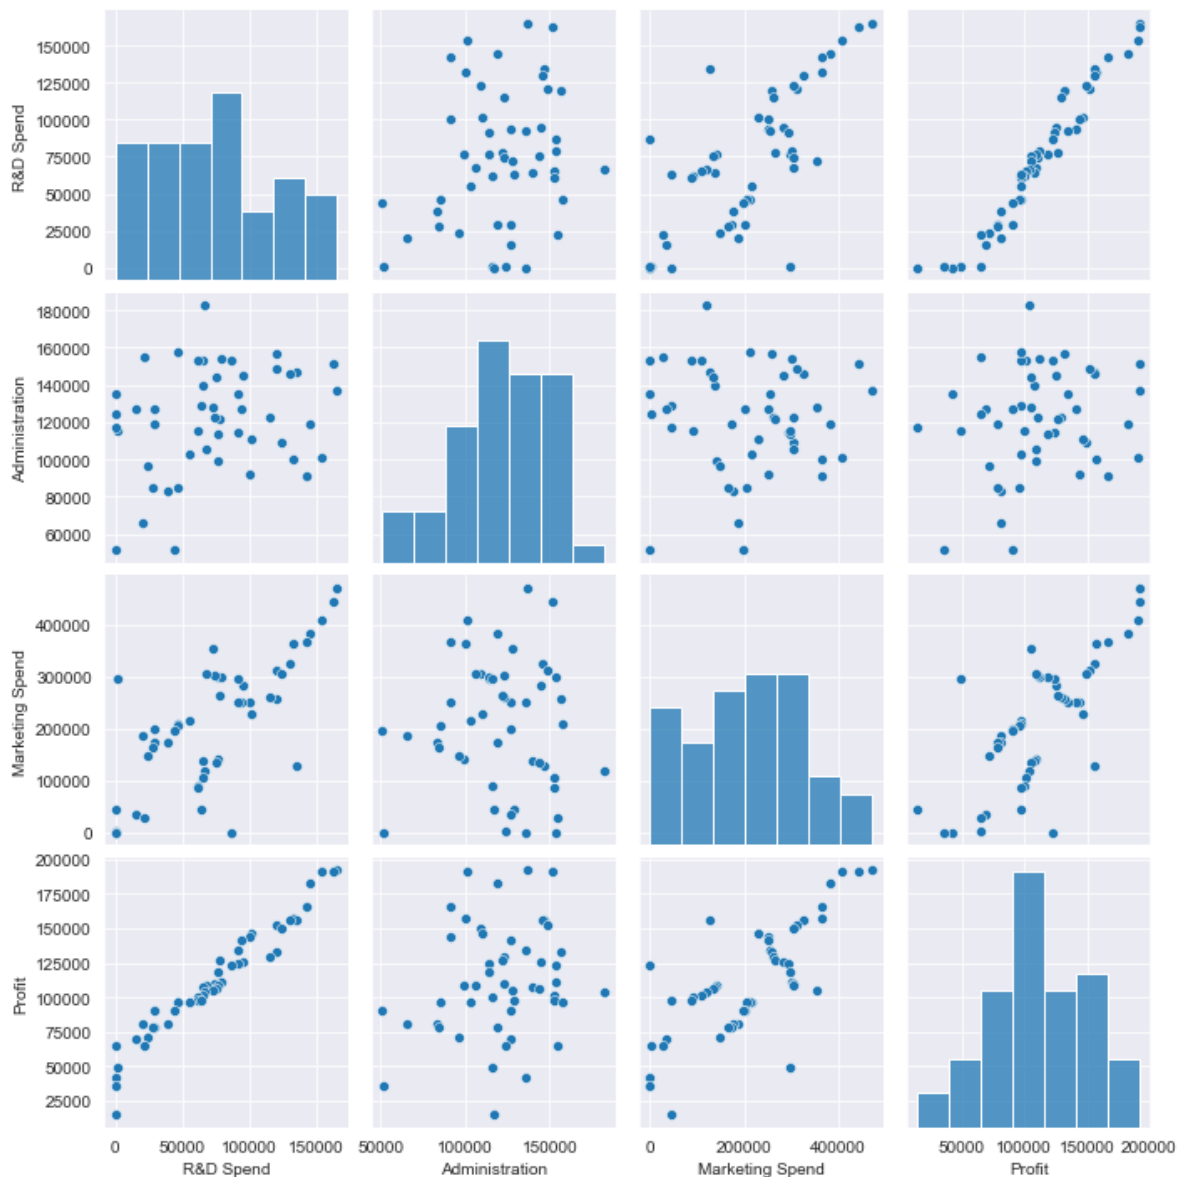 150000
125000
100000
75000
50000
25000
0
R&D Spend
180000
160000
140000
120000
100000
80000
60000
Administration
400000
300000
200000
100000
0
Marketing Spend
200000
175000
150000
125000
100000
75000
50000
25000
Profit
0 50000 100000 150000
R&D Spend
50000 100000 150000
Administration
0 200000 400000
Marketing Spend
50000 100000 150000 200000
Profit